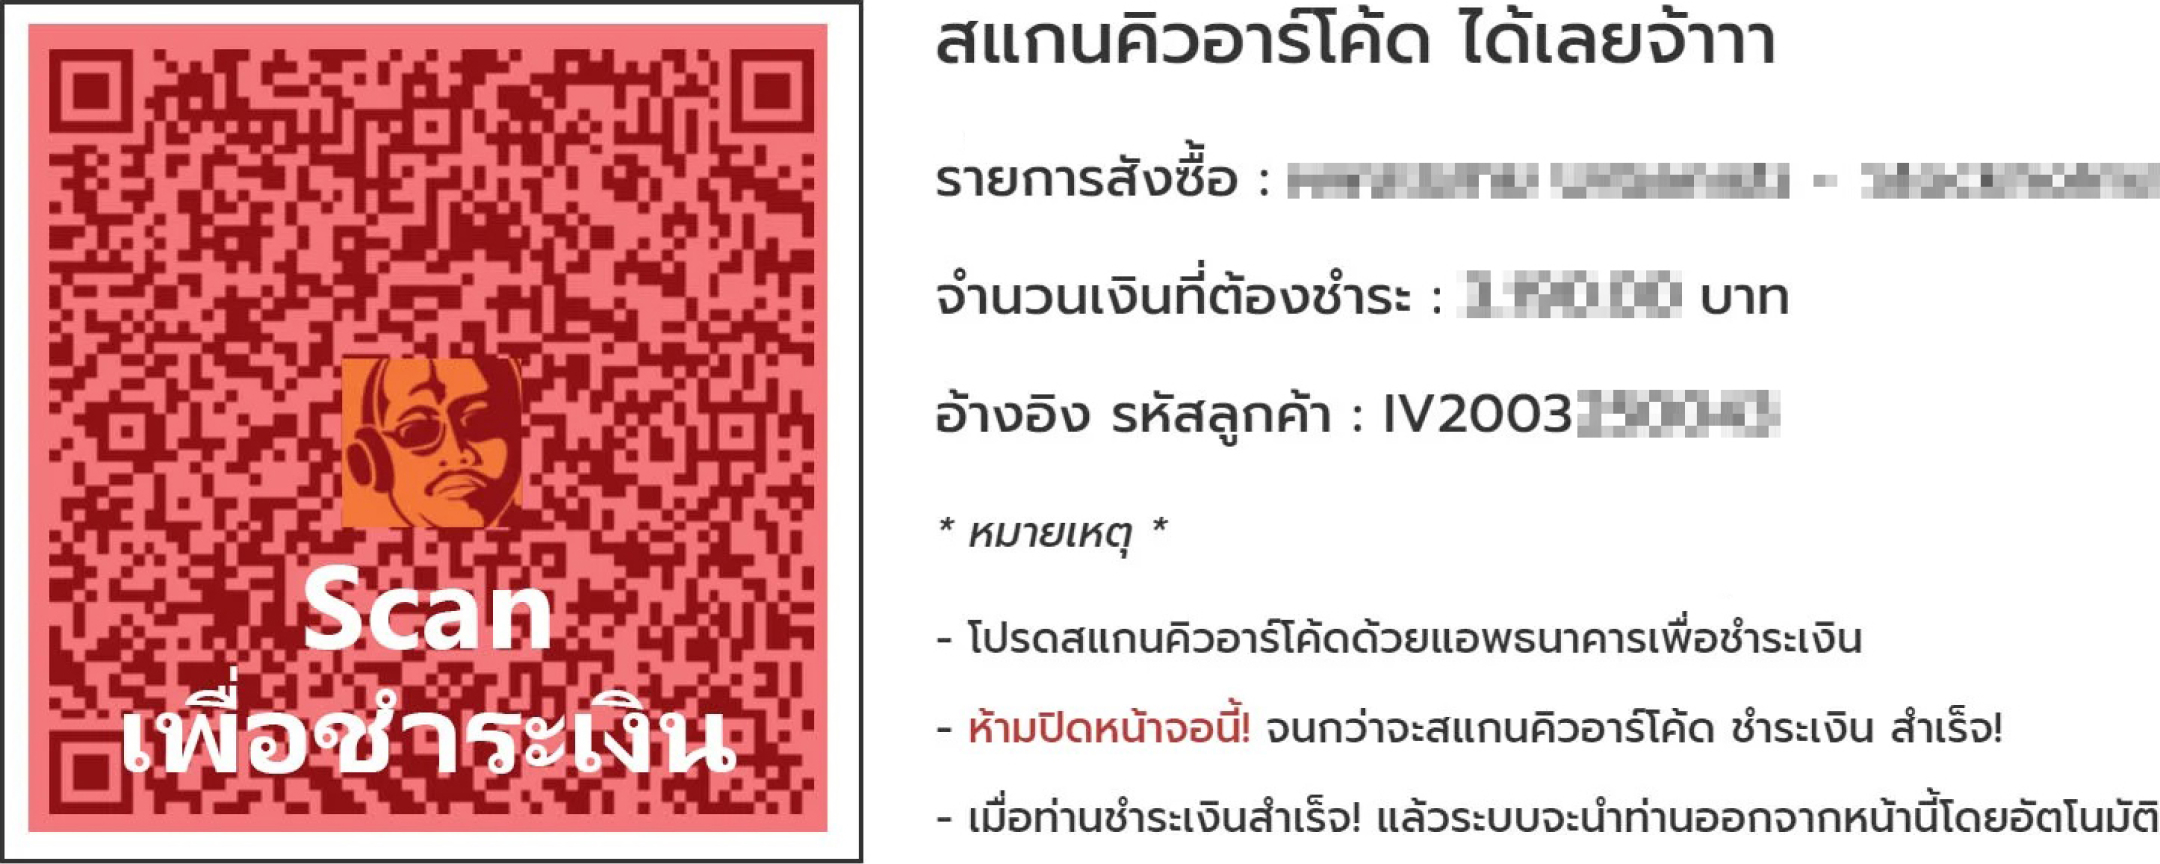 Scan
เพื่อชำระเงิน
สแกนคิวอาร์โค้ด ได้เลยจ้าาา
รายการสั่งซื้อ :
จำนวนเงินที่ต้องชำระ : บาท
อ้างอิง รหัสลูกค้า : IV2003
* หมายเหตุ *
- โปรดสแกนคิวอาร์โค้ดด้วยแอพธนาคารเพื่อชำระเงิน
- ห้ามปิดหน้าจอนี้! จนกว่าจะสแกนคิวอาร์โค้ด ชำระเงิน สำเร็จ!
- เมื่อท่านชำระเงินสำเร็จ! แล้วระบบจะนำท่านออกจากหน้านี้โดยอัตโนมัติ